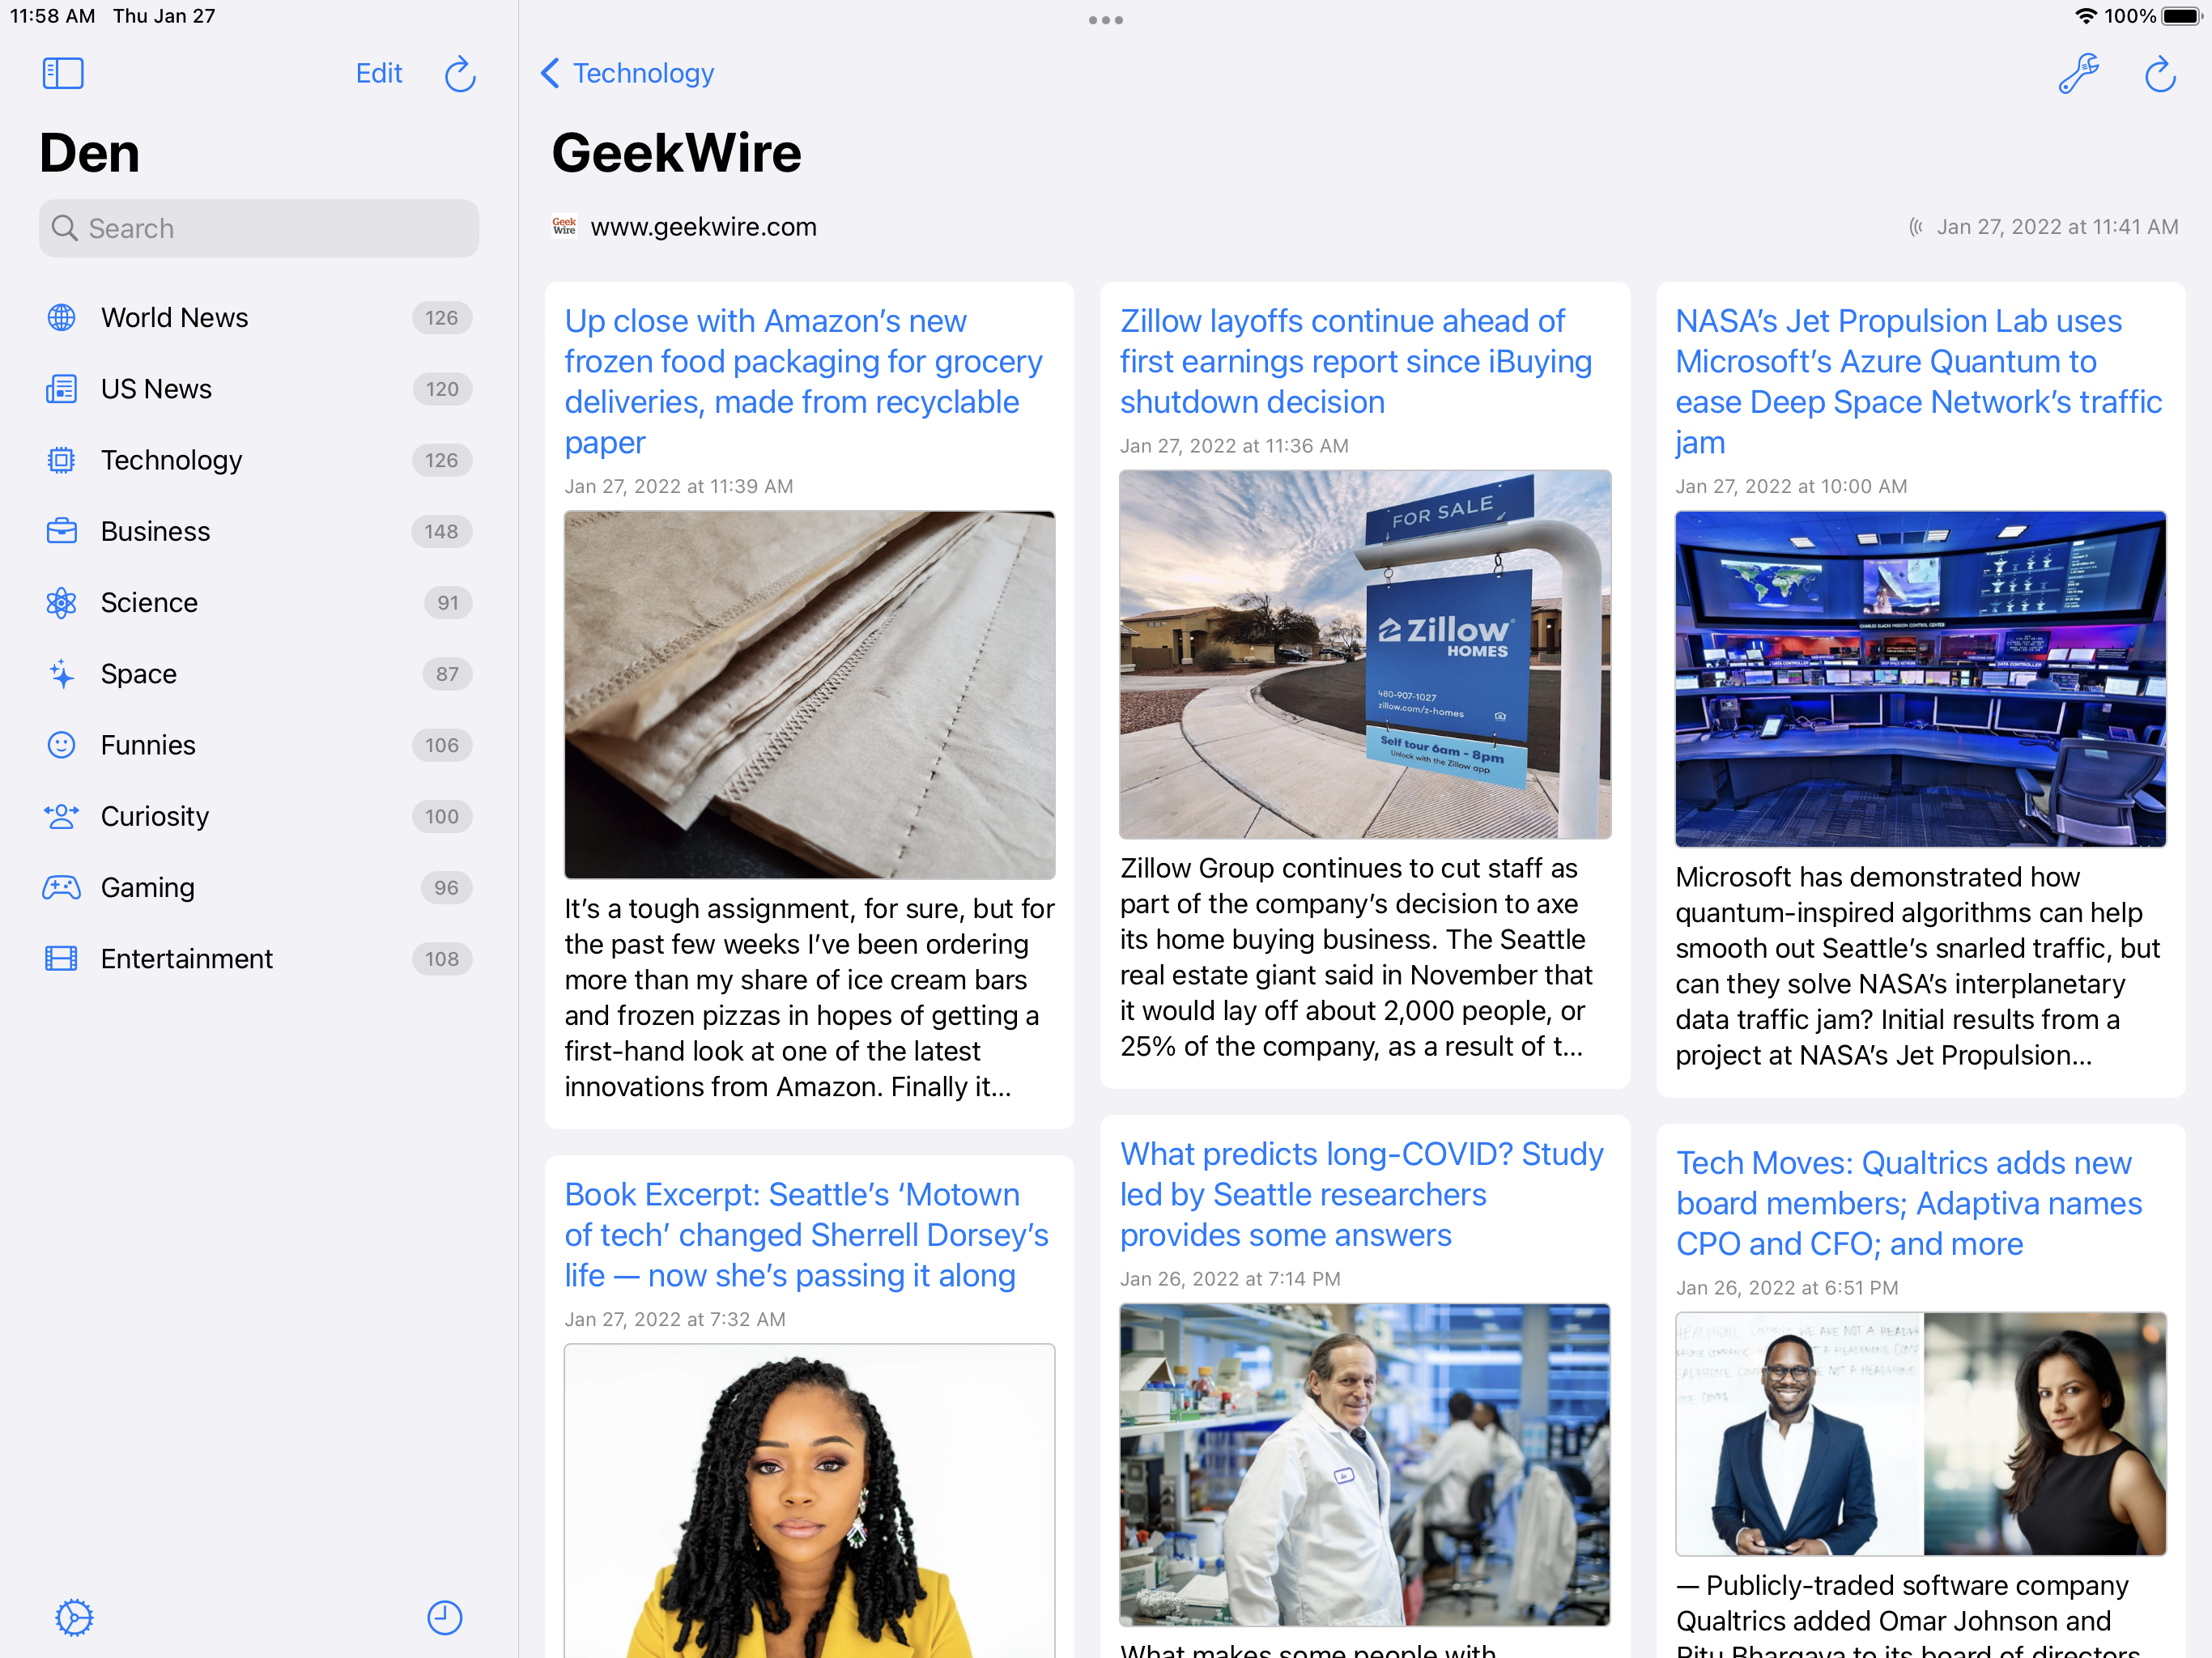 11:58 AM Thu Jan 27
100%
Edit
Den
Search
World News 126
US News 120
Technology 126
Business 148
Science 91
Space 87
Funnies 106
Curiosity 100
Gaming 96
Entertainment 108
Technology
GeekWire
Geek
Wire
www.geekwire.com
Jan 27, 2022 at 11:41 AM
Up close with Amazon’s new
frozen food packaging for grocery
deliveries, made from recyclable
paper
Jan 27, 2022 at 11:39 AM
It’s a tough assignment, for sure, but for
the past few weeks I’ve been ordering
more than my share of ice cream bars
and frozen pizzas in hopes of getting a
first-hand look at one of the latest
innovations from Amazon. Finally it...
Book Excerpt: Seattle’s ‘Motown
of tech’ changed Sherrell Dorsey’s
life — now she’s passing it along
Jan 27, 2022 at 7:32 AM
Zillow layoffs continue ahead of
first earnings report since iBuying
shutdown decision
Jan 27, 2022 at 11:36 AM
FOR SALE
Zillow
HOMES
480-907-1027
zillow.com/z-homes
Self tour 6am - 8pm
Unlock with the Zillow app
Zillow Group continues to cut staff as
part of the company’s decision to axe
its home buying business. The Seattle
real estate giant said in November that
it would lay off about 2,000 people, or
25% of the company, as a result of t...
What predicts long-COVID? Study
led by Seattle researchers
provides some answers
Jan 26, 2022 at 7:14 PM
What makes some people with
NASA’s Jet Propulsion Lab uses
Microsoft’s Azure Quantum to
ease Deep Space Network’s traffic
jam
Jan 27, 2022 at 10:00 AM
CHARLES ELACHI MISSION CONTROL CENTER
DATA CONTROLLER
DATA CONTROLLER
Microsoft has demonstrated how
quantum-inspired algorithms can help
smooth out Seattle’s snarled traffic, but
can they solve NASA’s interplanetary
data traffic jam? Initial results from a
project at NASA’s Jet Propulsion...
Tech Moves: Qualtrics adds new
board members; Adaptiva names
CPO and CFO; and more
Jan 26, 2022 at 6:51 PM
WE ARE NOT A
— Publicly-traded software company
Qualtrics added Omar Johnson and
Ritu Bhargava to its board of directors